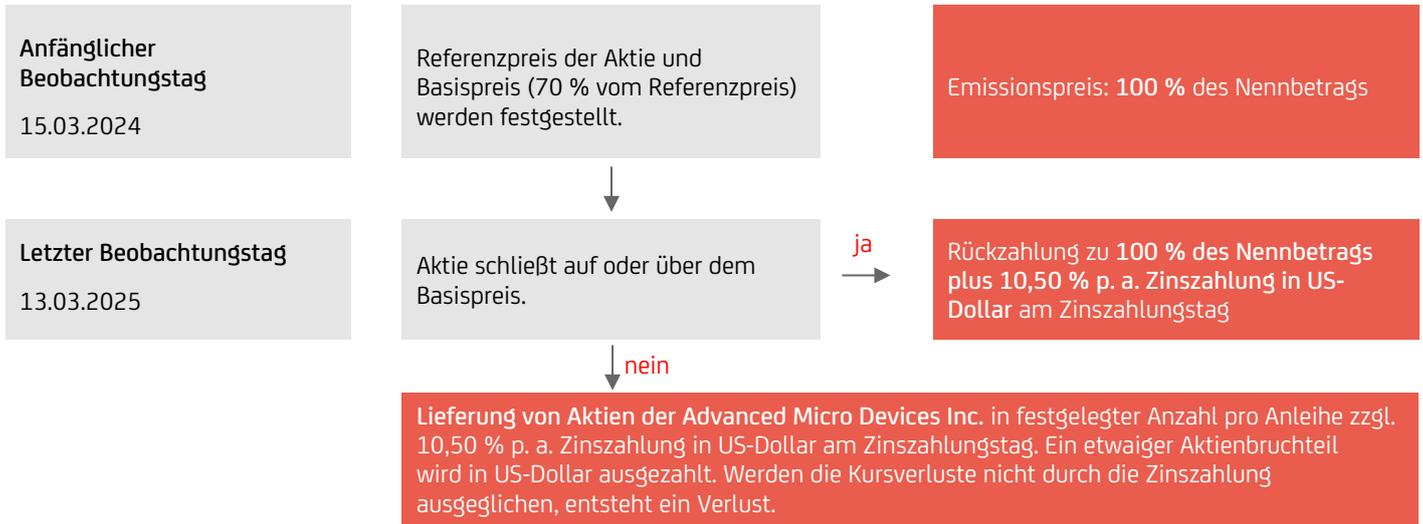 Anfänglicher
Beobachtungstag
15.03.2024
Referenzpreis der Aktie und
Basispreis (70 % vom Referenzpreis)
werden festgestellt.
Emissionspreis: 100 % des Nennbetrags
Letzter Beobachtungstag
13.03.2025
Aktie schließt auf oder über dem
Basispreis.
ja
Rückzahlung zu 100 % des Nennbetrags
plus 10,50 % p. a. Zinszahlung in US-
Dollar am Zinszahlungstag
nein
Lieferung von Aktien der Advanced Micro Devices Inc. in festgelegter Anzahl pro Anleihe zzgl.
10,50 % p. a. Zinszahlung in US-Dollar am Zinszahlungstag. Ein etwaiger Aktienbruchteil
wird in US-Dollar ausgezahlt. Werden die Kursverluste nicht durch die Zinszahlung
ausgeglichen, entsteht ein Verlust.